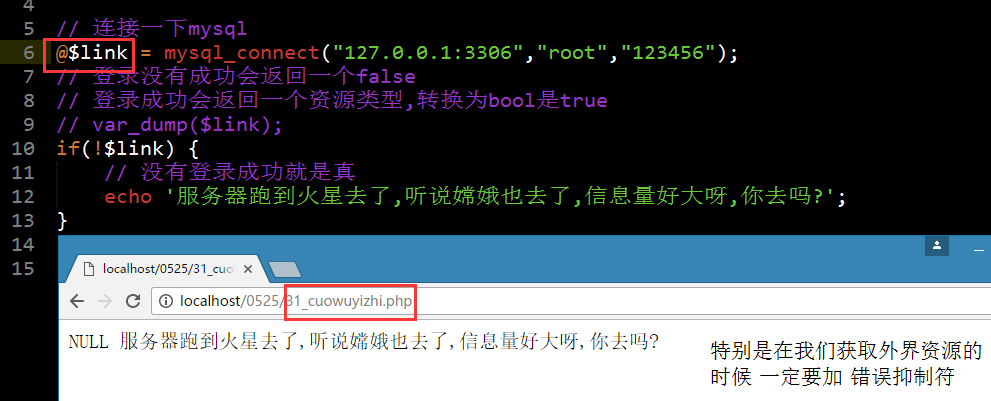 4
5 // 连接一下mysql
6 @$link = mysql_connect("127.0.0.1:3306","root","123456");
7 // 登录没有成功会返回一个false
8 // 登录成功会返回一个资源类型,转换为bool是true
9 // var_dump($link);
10 if(!$link) {
11 // 没有登录成功就是真
12 echo '服务器跑到火星去了,听说嫦娥也去了,信息量好大呀,你去吗?';
13 }
14
15
localhost/0525/31_cuo
localhost/0525/31_cuowuyizhi.php
NULL 服务器跑到火星去了,听说嫦娥也去了,信息量好大呀,你去吗?
特别是在我们获取外界资源的
时候 一定要加 错误抑制符